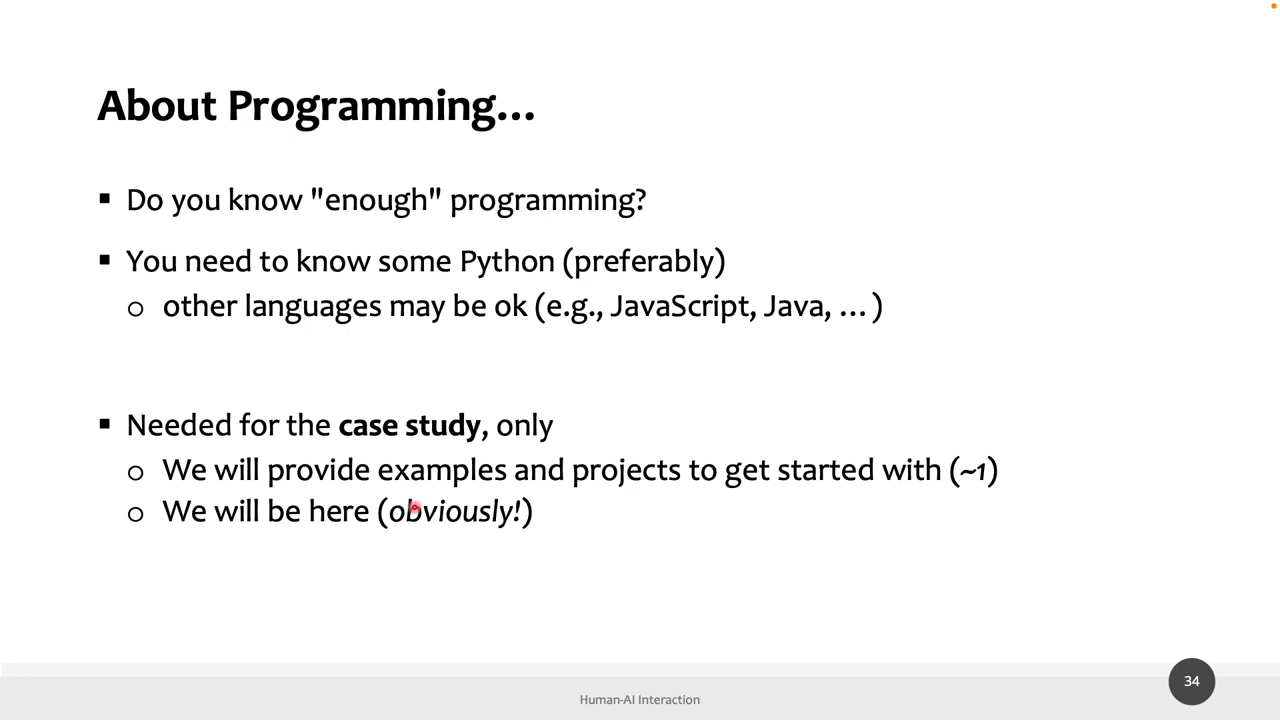 About Programming…
▪ Do you know "enough" programming?
▪ You need to know some Python (preferably)
o other languages may be ok (e.g., JavaScript, Java, … )
▪ Needed for the case study, only
o We will provide examples and projects to get started with (~1)
o We will be here (obviously!)
34
Human-AI Interaction